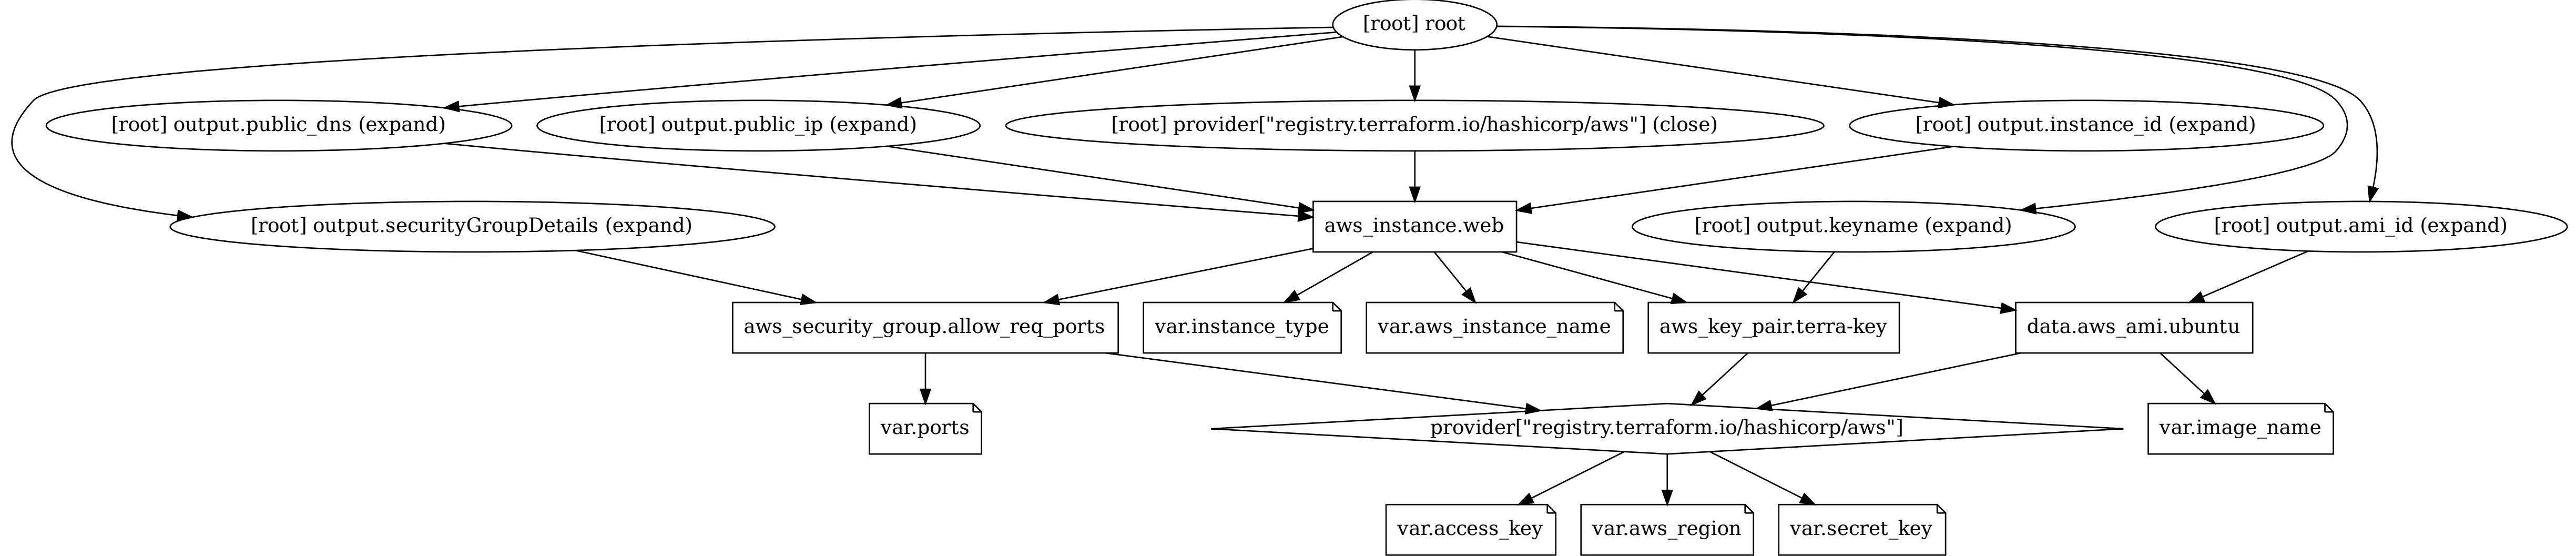 [root] root
[root] output.public_dns (expand)
[root] output.public_ip (expand)
[root] provider["registry.terraform.io/hashicorp/aws"] (close)
[root] output.instance_id (expand)
[root] output.securityGroupDetails (expand)
aws_instance.web
[root] output.keyname (expand)
[root] output.ami_id (expand)
aws_security_group.allow_req_ports
var.instance_type
var.aws_instance_name
aws_key_pair.terra-key
data.aws_ami.ubuntu
var.ports
provider["registry.terraform.io/hashicorp/aws"]
var.image_name
var.access_key
var.aws_region
var.secret_key